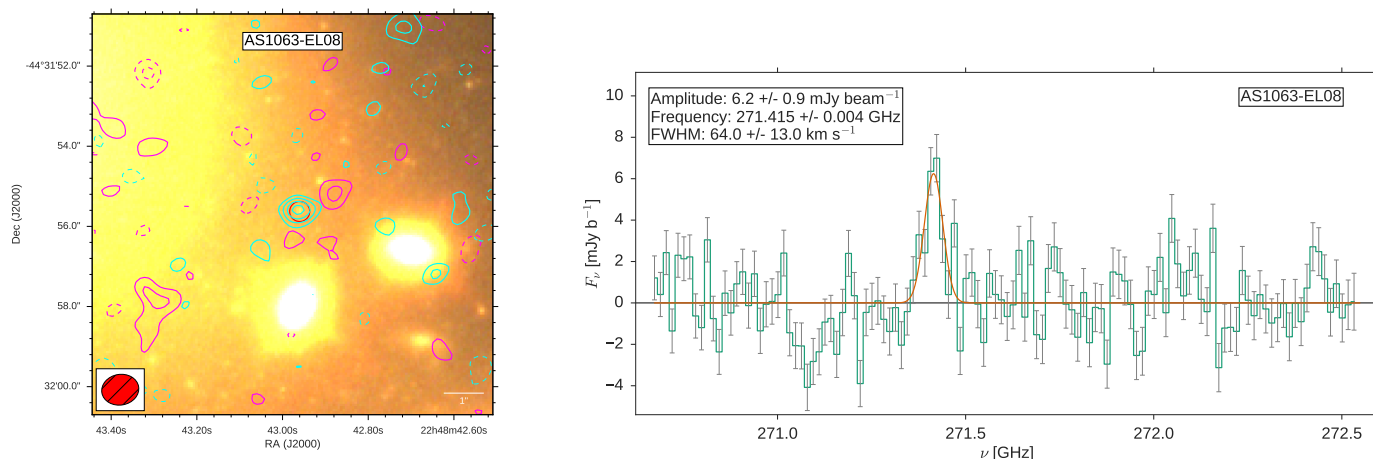 AS1063-EL08
-44°31'52.0"
54.0"
56.0"
58.0"
32'00.0"
Dec (J2000)
1"
43.40s
43.20s
43.00s
42.80s
22h48m42.60s
RA (J2000)
Amplitude: 6.2 +/- 0.9 mJy beam⁻¹
Frequency: 271.415 +/- 0.004 GHz
FWHM: 64.0 +/- 13.0 km s⁻¹
AS1063-EL08
10
8
6
4
2
0
−2
−4
Fν [mJy b⁻¹]
271.0
271.5
272.0
272.5
ν [GHz]